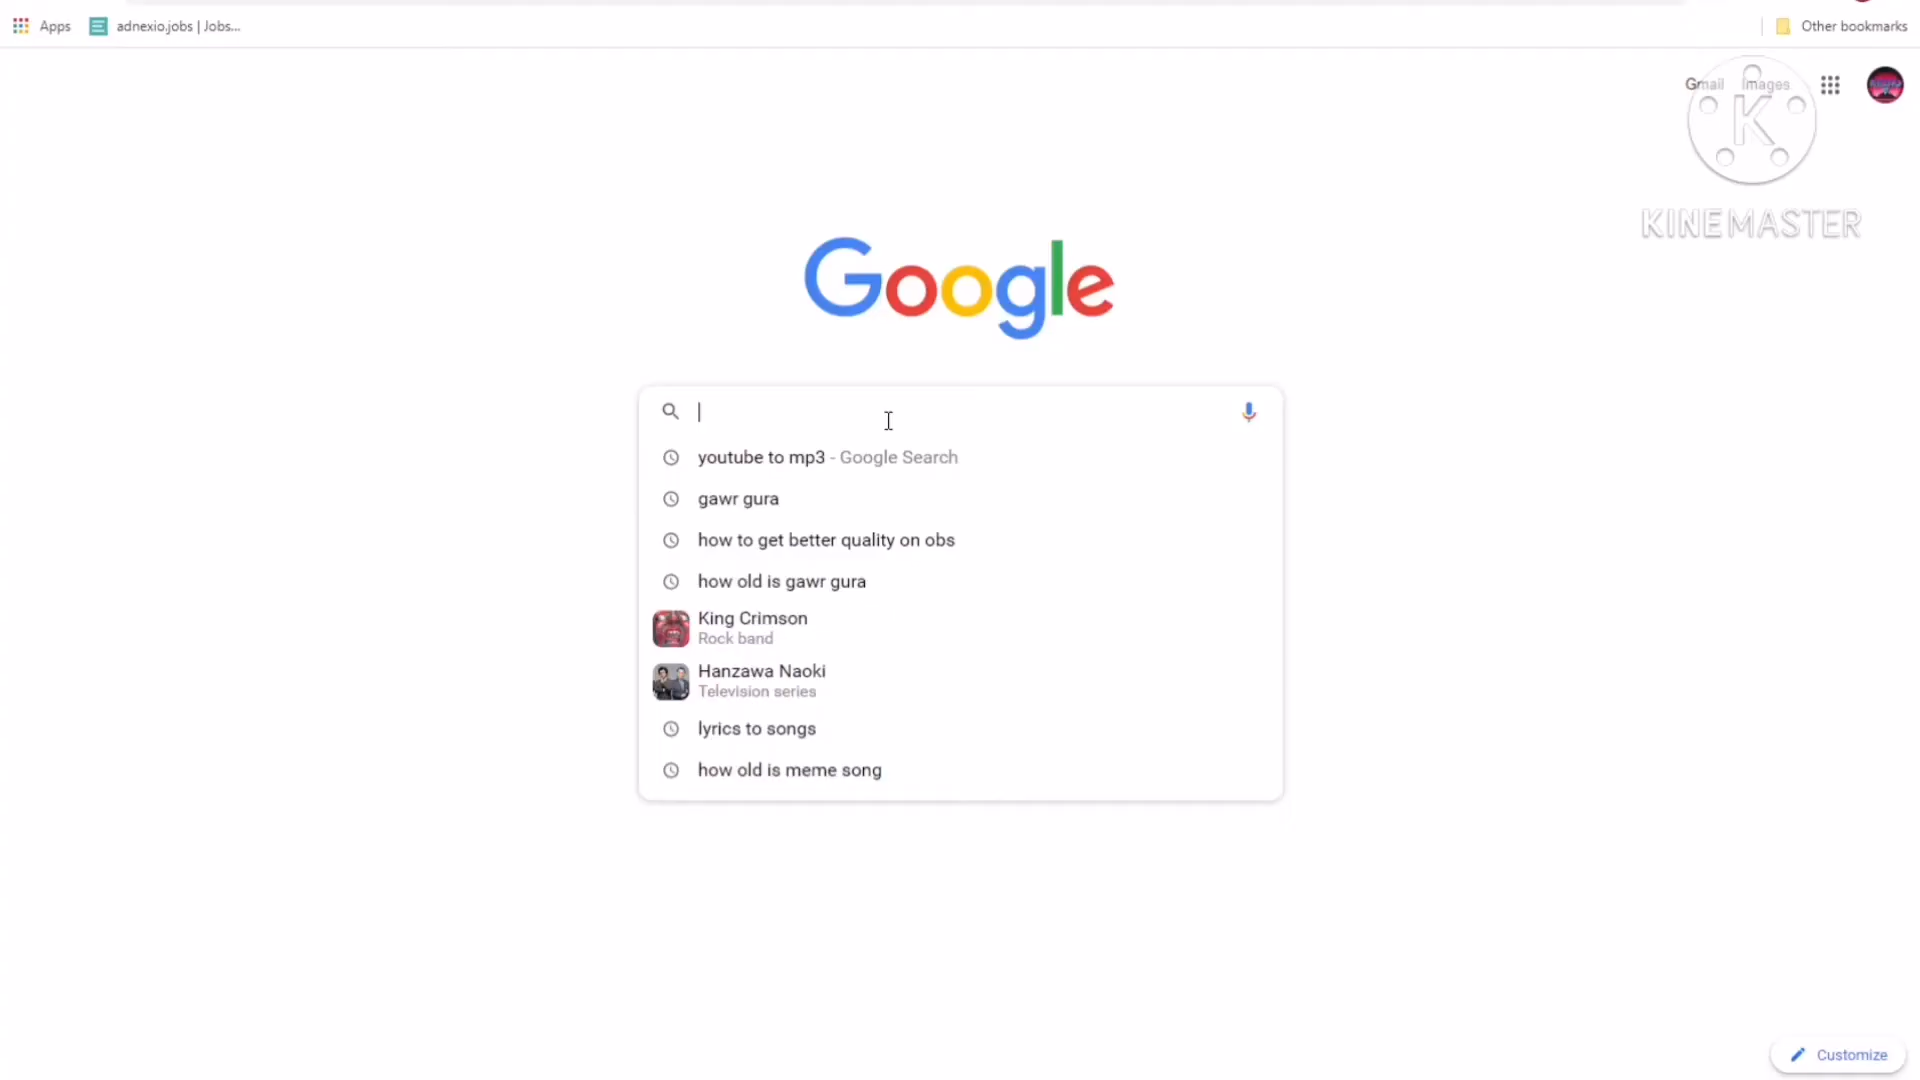 Apps
adnexio.jobs | Jobs...
Other bookmarks
Gmail
Images
K
KINEMASTER
Google
youtube to mp3 - Google Search
gawr gura
how to get better quality on obs
how old is gawr gura
King Crimson
Rock band
Hanzawa Naoki
Television series
lyrics to songs
how old is meme song
Customize